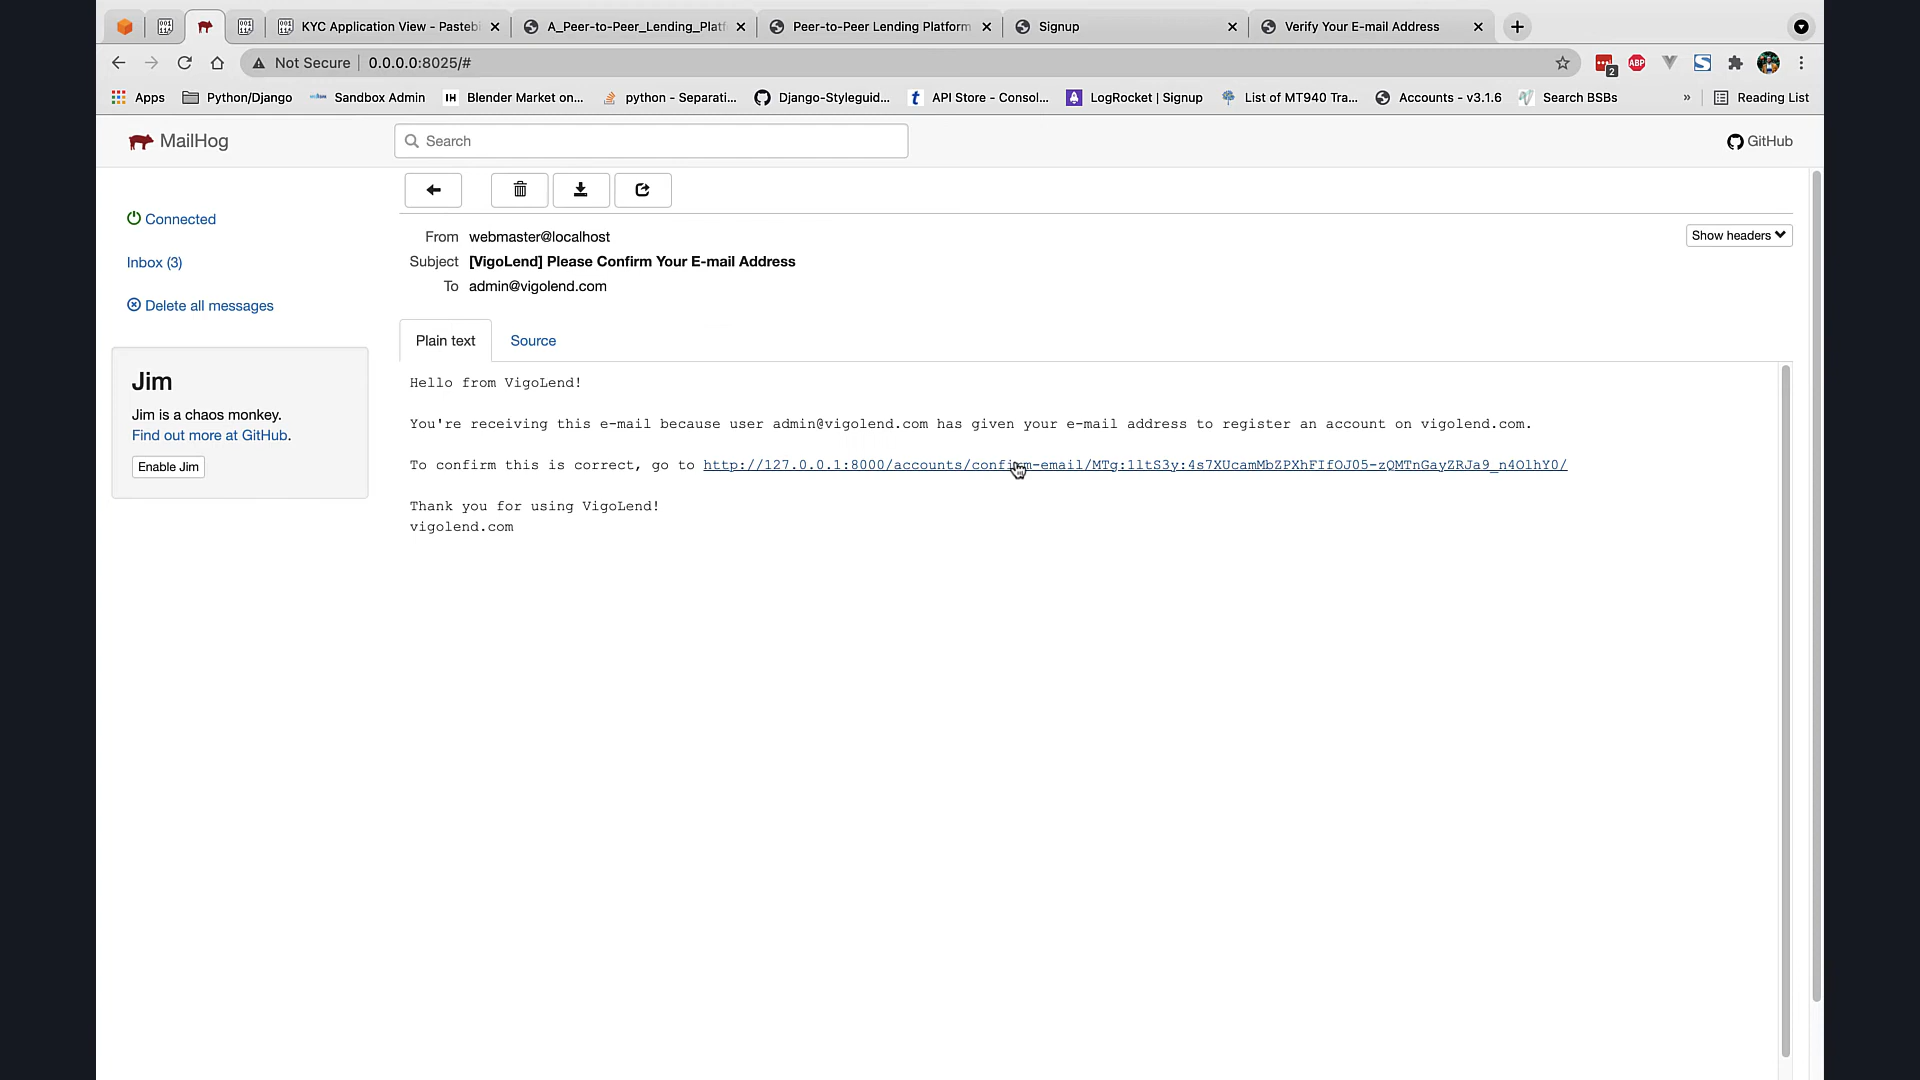 KYC Application View - Pastebi
A_Peer-to-Peer_Lending_Platf
Peer-to-Peer Lending Platform
Signup
Verify Your E-mail Address
Not Secure
0.0.0.0:8025/#
2
ABP
Apps
Python/Django
Sandbox Admin
IH Blender Market on...
python - Separati...
Django-Styleguid...
t API Store - Consol...
LogRocket | Signup
List of MT940 Tra...
Accounts - v3.1.6
Search BSBs
»
Reading List
MailHog
Search
GitHub
Connected
Inbox (3)
Delete all messages
Jim
Jim is a chaos monkey.
Find out more at GitHub.
Enable Jim
From webmaster@localhost
Show headers
Subject [VigoLend] Please Confirm Your E-mail Address
To admin@vigolend.com
Plain text
Source
Hello from VigoLend!
You're receiving this e-mail because user admin@vigolend.com has given your e-mail address to register an account on vigolend.com.
To confirm this is correct, go to http://127.0.0.1:8000/accounts/confirm-email/MTg:1ltS3y:4s7XUcamMbZPXhFIfOJ05-zQMTnGayZRJa9_n4OlhY0/
Thank you for using VigoLend!
vigolend.com